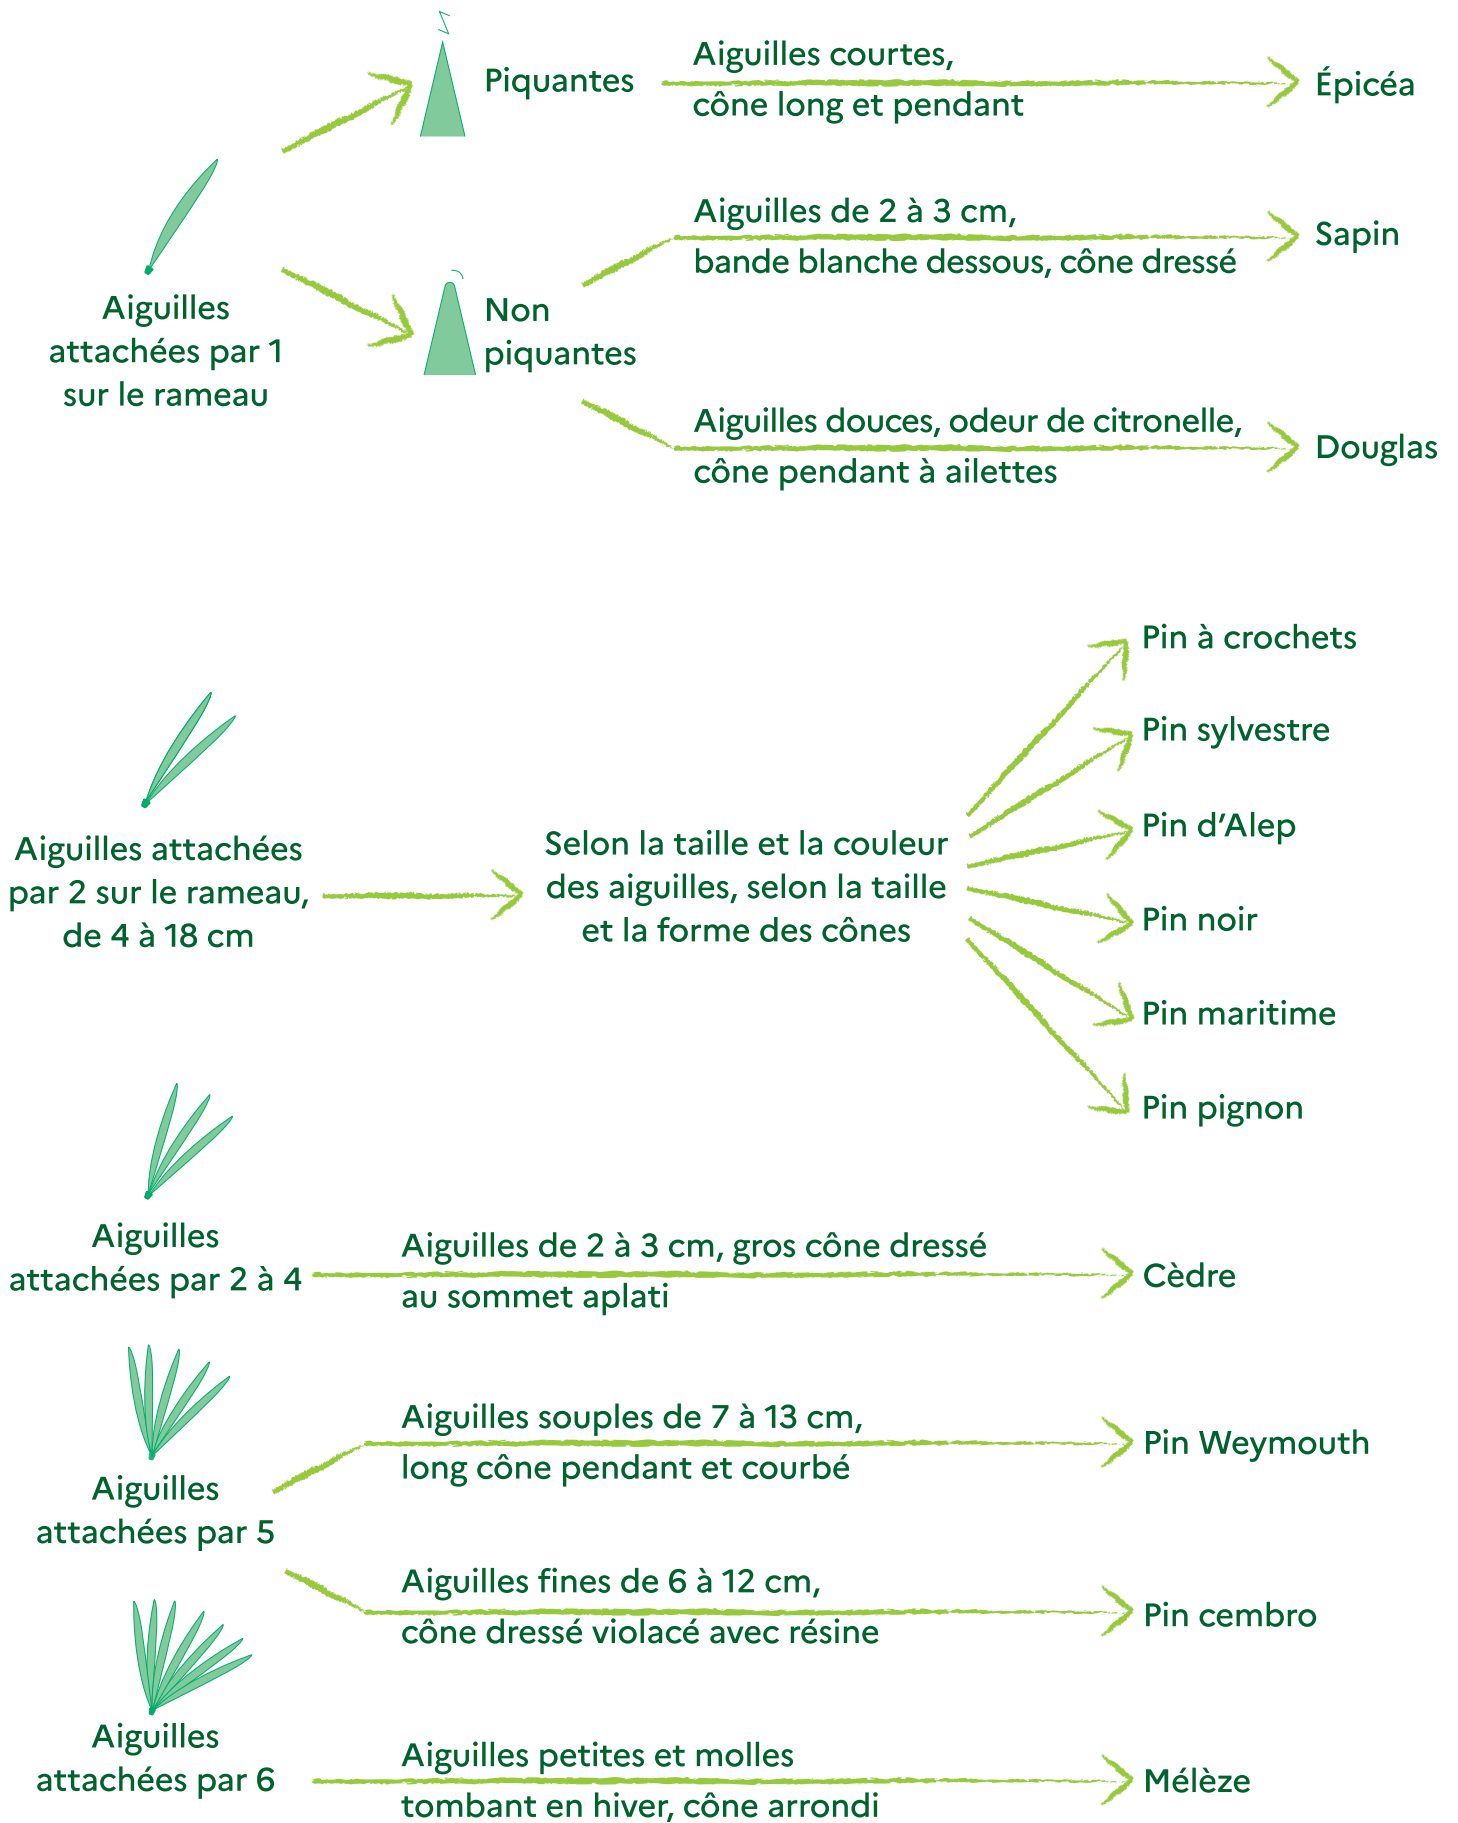 Aiguilles
attachées par 1
sur le rameau
Piquantes
Aiguilles courtes,
cône long et pendant
Épicéa
Non
piquantes
Aiguilles de 2 à 3 cm,
bande blanche dessous, cône dressé
Sapin
Aiguilles douces, odeur de citronelle,
cône pendant à ailettes
Douglas
Aiguilles attachées
par 2 sur le rameau,
de 4 à 18 cm
Selon la taille et la couleur
des aiguilles, selon la taille
et la forme des cônes
Pin à crochets
Pin sylvestre
Pin d’Alep
Pin noir
Pin maritime
Pin pignon
Aiguilles
attachées par 2 à 4
Aiguilles de 2 à 3 cm, gros cône dressé
au sommet aplati
Cèdre
Aiguilles
attachées par 5
Aiguilles souples de 7 à 13 cm,
long cône pendant et courbé
Pin Weymouth
Aiguilles fines de 6 à 12 cm,
cône dressé violacé avec résine
Pin cembro
Aiguilles
attachées par 6
Aiguilles petites et molles
tombant en hiver, cône arrondi
Mélèze